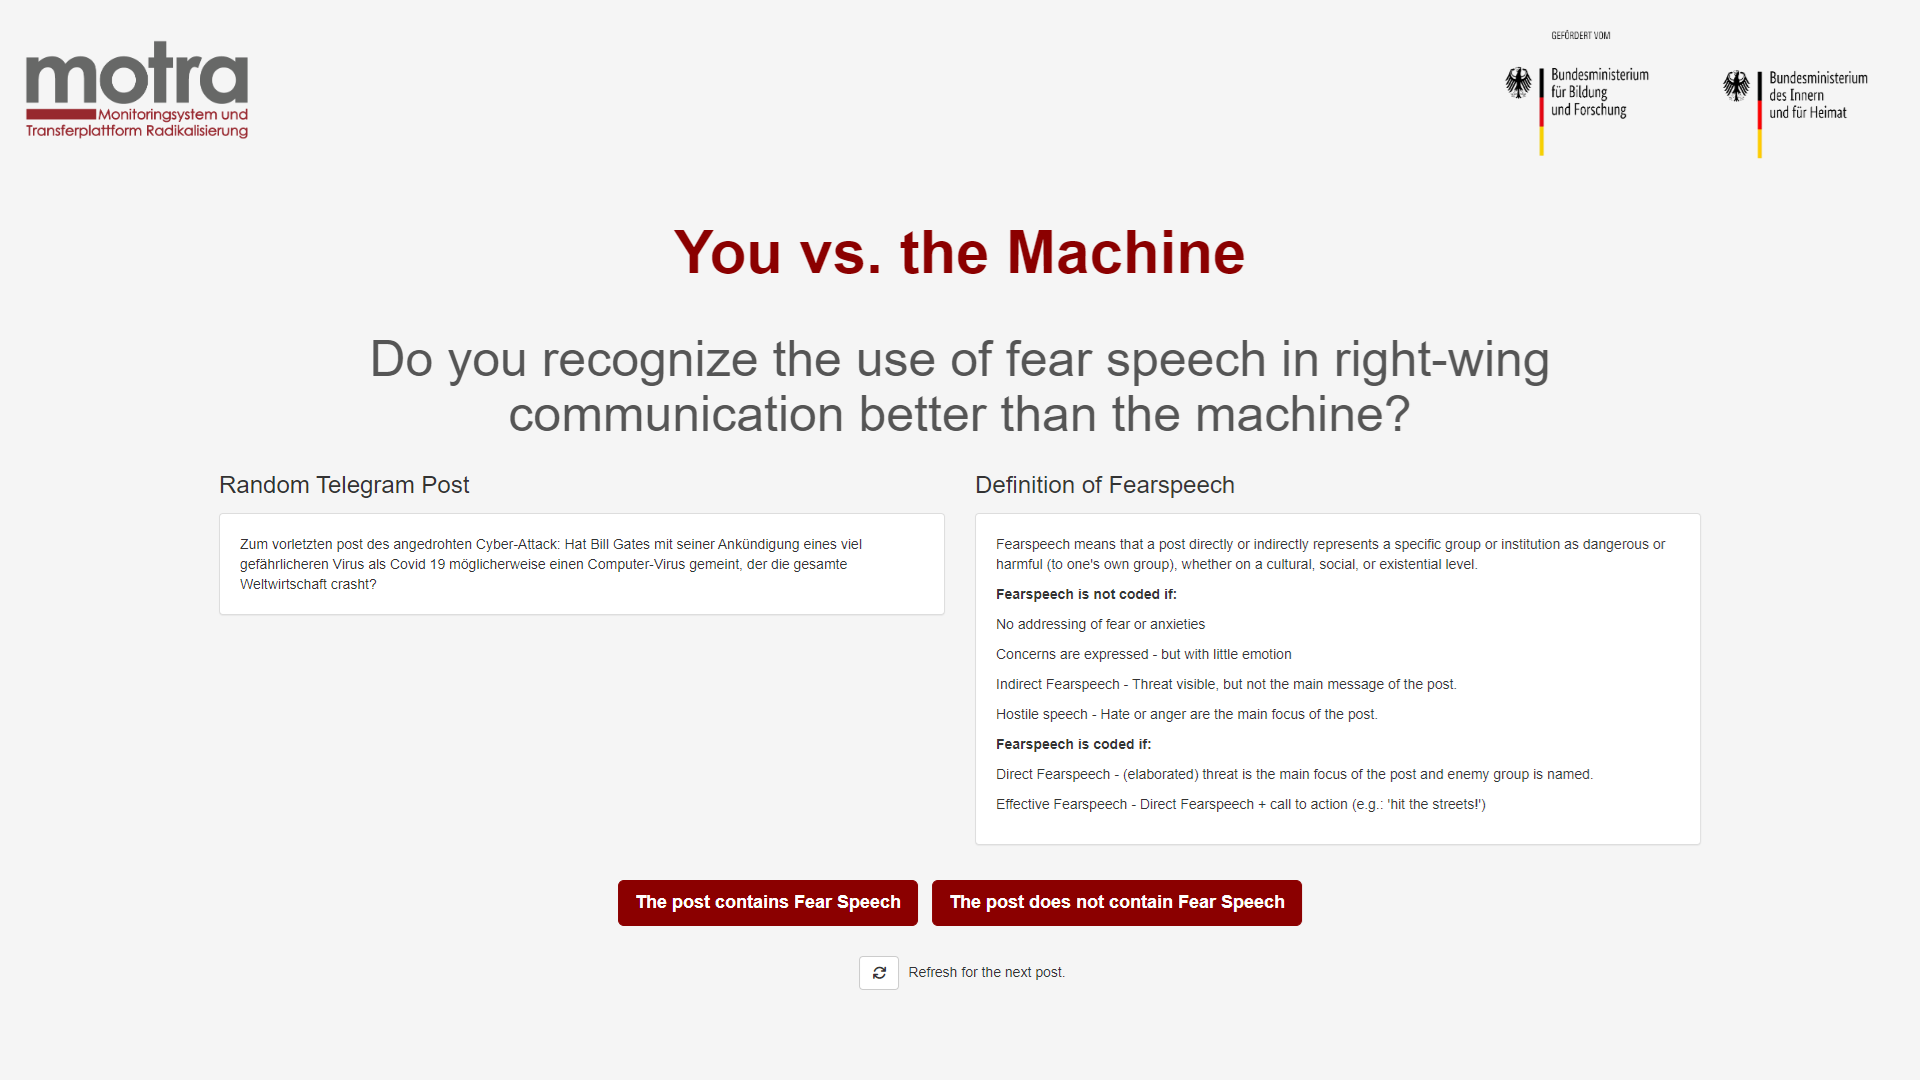 motra
Monitoringsystem und
Transferplattform Radikalisierung
GEFÖRDERT VOM
Bundesministerium
für Bildung
und Forschung
Bundesministerium
des Innern
und für Heimat
You vs. the Machine
Do you recognize the use of fear speech in right-wing
communication better than the machine?
Random Telegram Post
Zum vorletzten post des angedrohten Cyber-Attack: Hat Bill Gates mit seiner Ankündigung eines viel
gefährlicheren Virus als Covid 19 möglicherweise einen Computer-Virus gemeint, der die gesamte
Weltwirtschaft crasht?
Definition of Fearspeech
Fearspeech means that a post directly or indirectly represents a specific group or institution as dangerous or
harmful (to one's own group), whether on a cultural, social, or existential level.
Fearspeech is not coded if:
No addressing of fear or anxieties
Concerns are expressed - but with little emotion
Indirect Fearspeech - Threat visible, but not the main message of the post.
Hostile speech - Hate or anger are the main focus of the post.
Fearspeech is coded if:
Direct Fearspeech - (elaborated) threat is the main focus of the post and enemy group is named.
Effective Fearspeech - Direct Fearspeech + call to action (e.g.: 'hit the streets!')
The post contains Fear Speech
The post does not contain Fear Speech
Refresh for the next post.